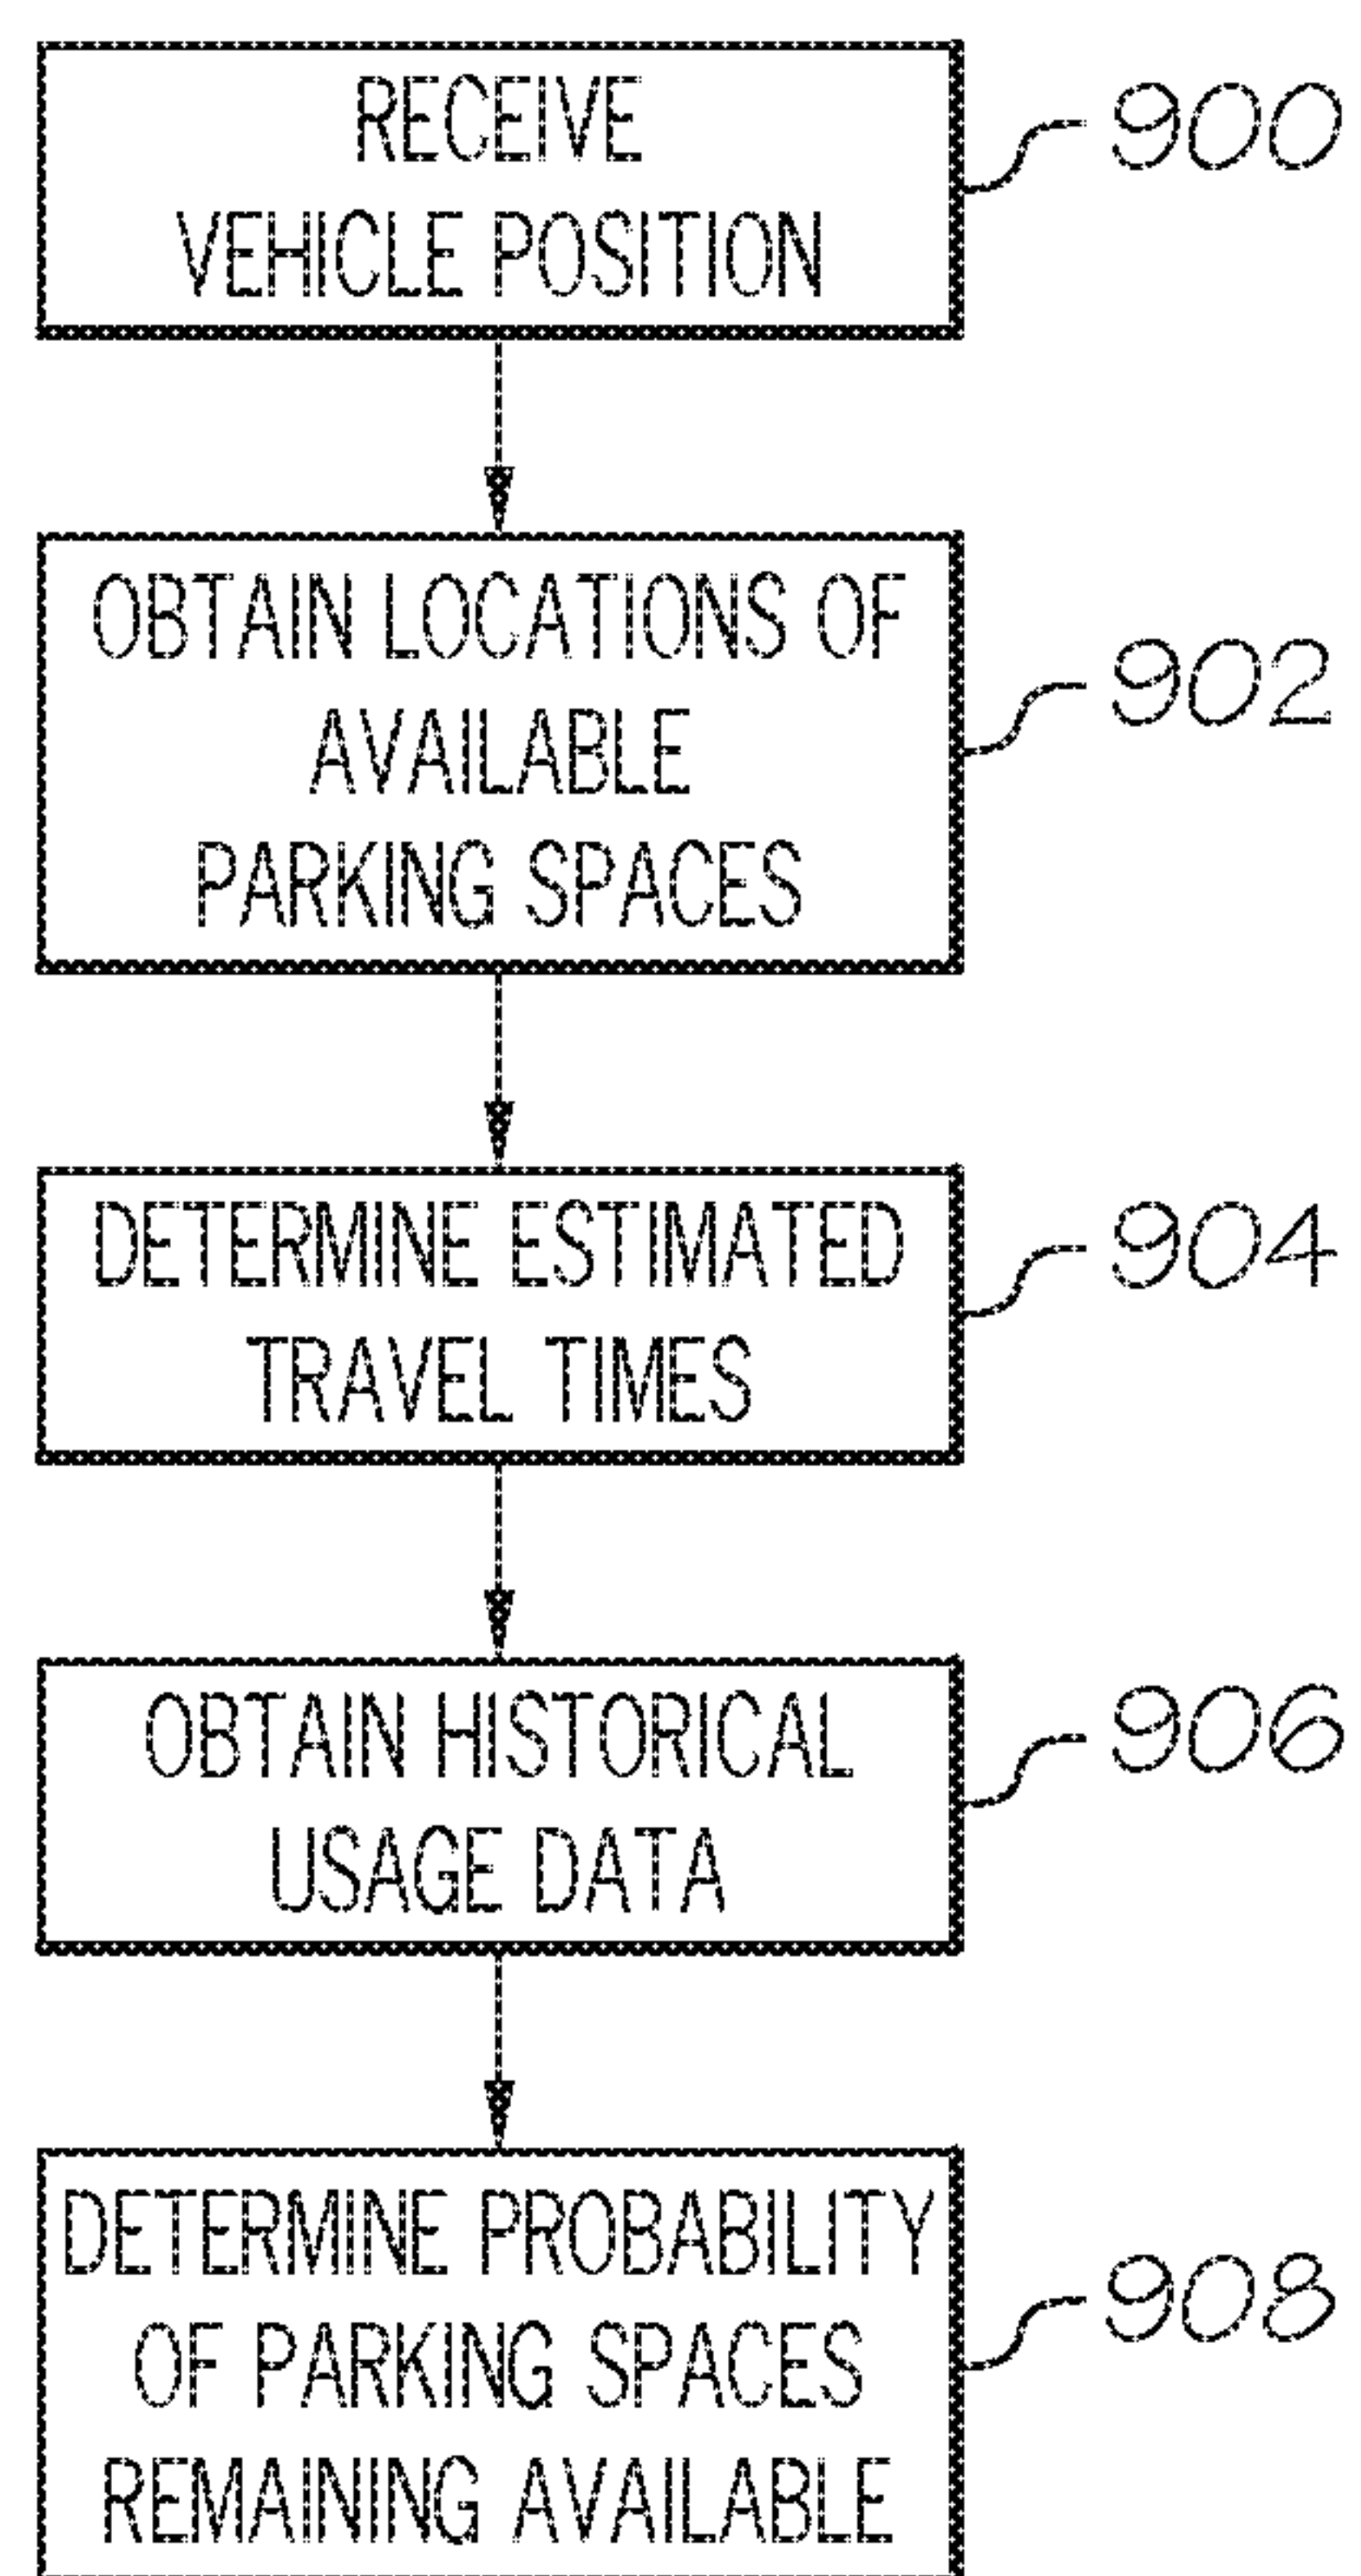 RECEIVE
VEHICLE POSITION
900
OBTAIN LOCATIONS OF
AVAILABLE
PARKING SPACES
902
DETERMINE ESTIMATED
TRAVEL TIMES
904
OBTAIN HISTORICAL
USAGE DATA
906
DETERMINE PROBABILITY
OF PARKING SPACES
REMAINING AVAILABLE
908